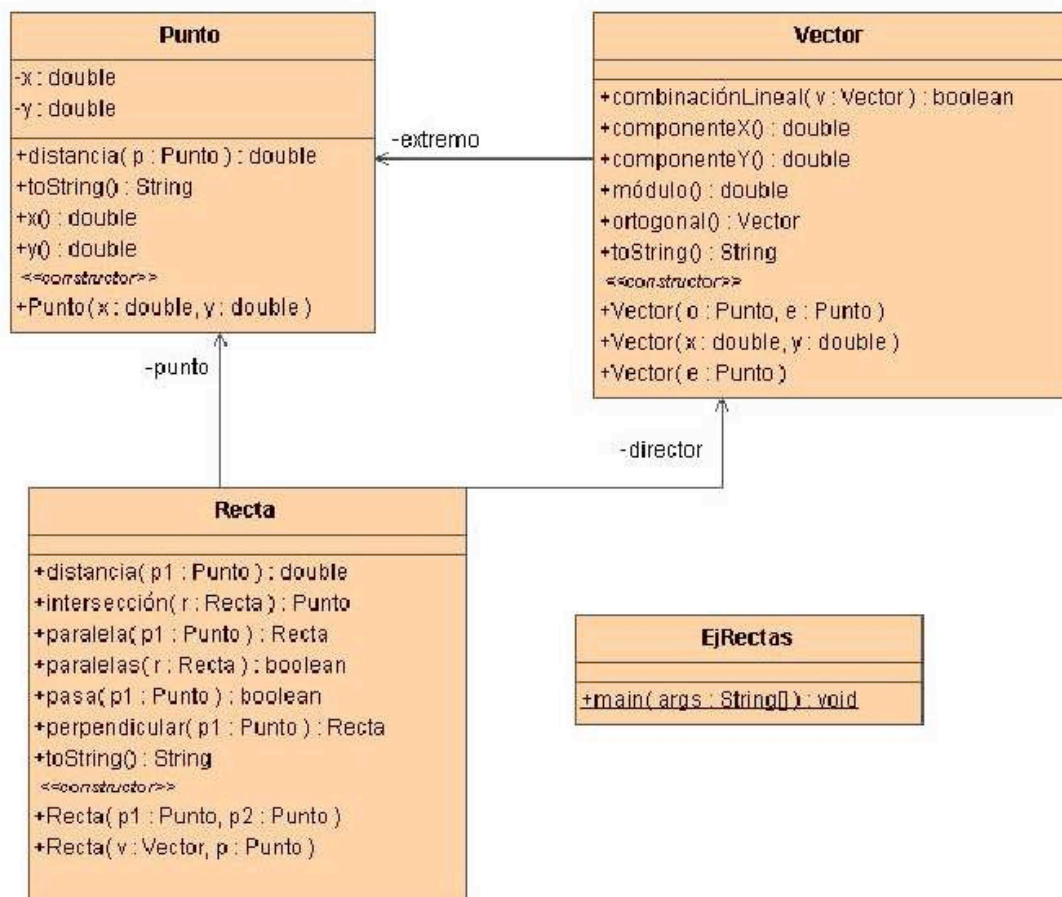 Punto
-x : double
-y : double
+distancia( p : Punto ) : double
+toString() : String
+x() : double
+y() : double
<<constructor>>
+Punto( x : double, y : double )
Vector
+combinaciónLineal( v : Vector ) : boolean
+componenteX() : double
+componenteY() : double
+módulo() : double
+ortogonal() : Vector
+toString() : String
<<constructor>>
+Vector( o : Punto, e : Punto )
+Vector( x : double, y : double )
+Vector( e : Punto )
-extremo
-punto
-director
Recta
+distancia( p1 : Punto ) : double
+intersección( r : Recta ) : Punto
+paralela( p1 : Punto ) : Recta
+paralelas( r : Recta ) : boolean
+pasa( p1 : Punto ) : boolean
+perpendicular( p1 : Punto ) : Recta
+toString() : String
<<constructor>>
+Recta( p1 : Punto, p2 : Punto )
+Recta( v : Vector, p : Punto )
EjRectas
+main( args : String[] ) : void